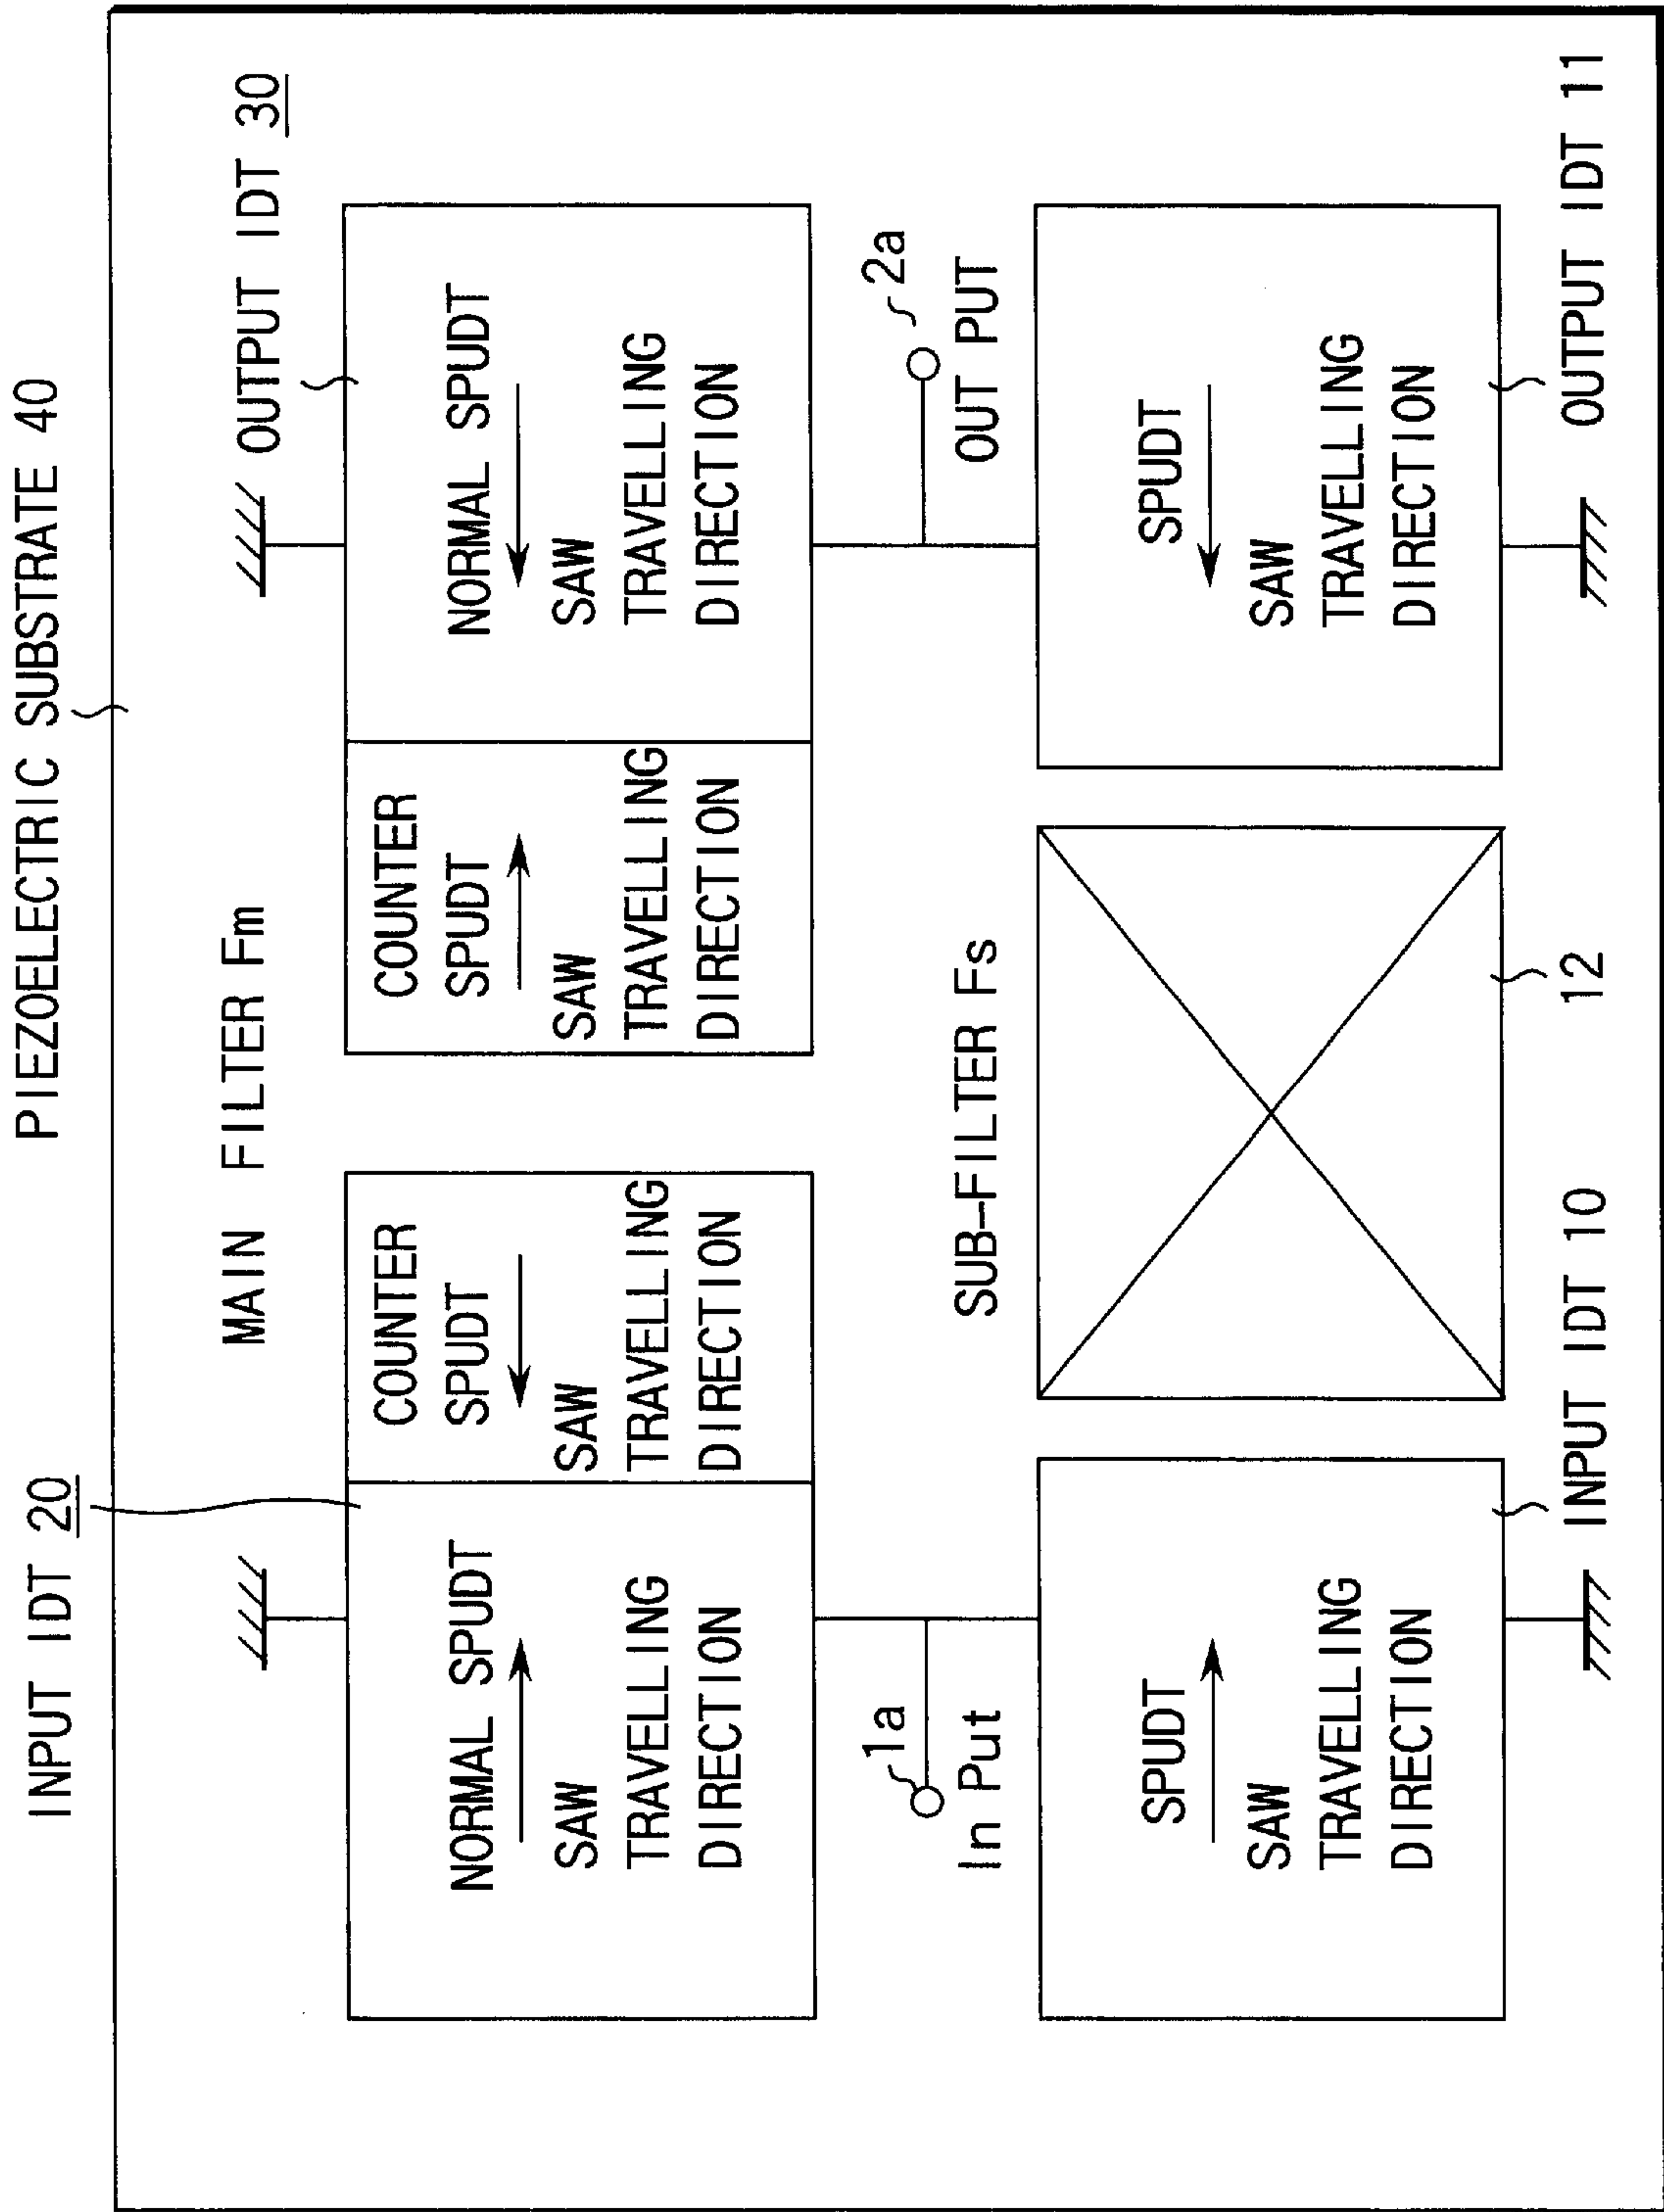 PIEZOELECTRIC SUBSTRATE 40
INPUT IDT 20
MAIN FILTER Fm
OUTPUT IDT 30
NORMAL SPUDT
SAW
TRAVELLING
DIRECTION
COUNTER
SPUDT
SAW
TRAVELLING
DIRECTION
COUNTER
SPUDT
SAW
TRAVELLING
DIRECTION
NORMAL SPUDT
SAW
TRAVELLING
DIRECTION
1a
In Put
SUB-FILTER Fs
2a
OUT PUT
SPUDT
SAW
TRAVELLING
DIRECTION
SPUDT
SAW
TRAVELLING
DIRECTION
INPUT IDT 10
12
OUTPUT IDT 11